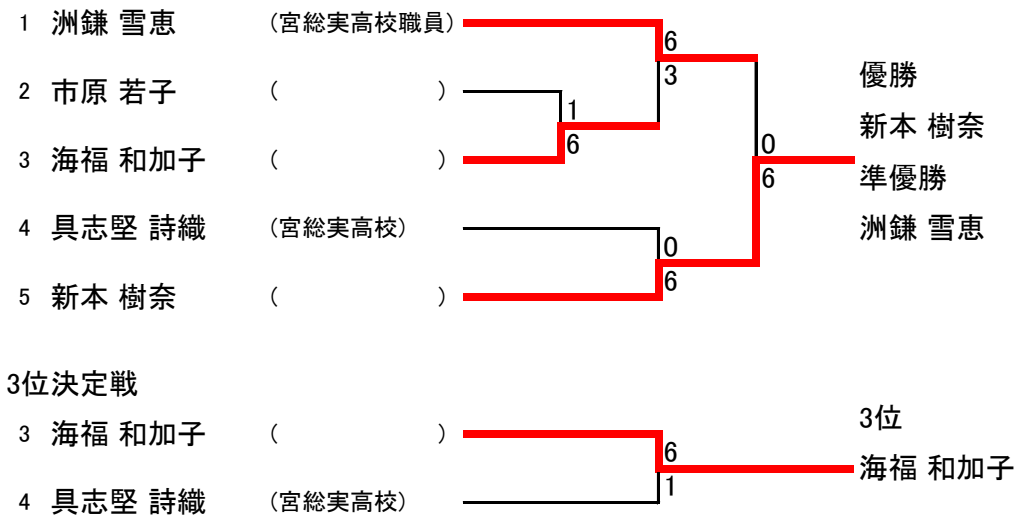 1 洲鎌 雪恵 (宮総実高校職員)
6
3
2 市原 若子 ( )
1
6
3 海福 和加子 ( )
0
6
4 具志堅 詩織 (宮総実高校)
0
6
5 新本 樹奈 ( )
優勝
新本 樹奈
準優勝
洲鎌 雪恵
3位決定戦
3 海福 和加子 ( )
6
1
4 具志堅 詩織 (宮総実高校)
3位
海福 和加子